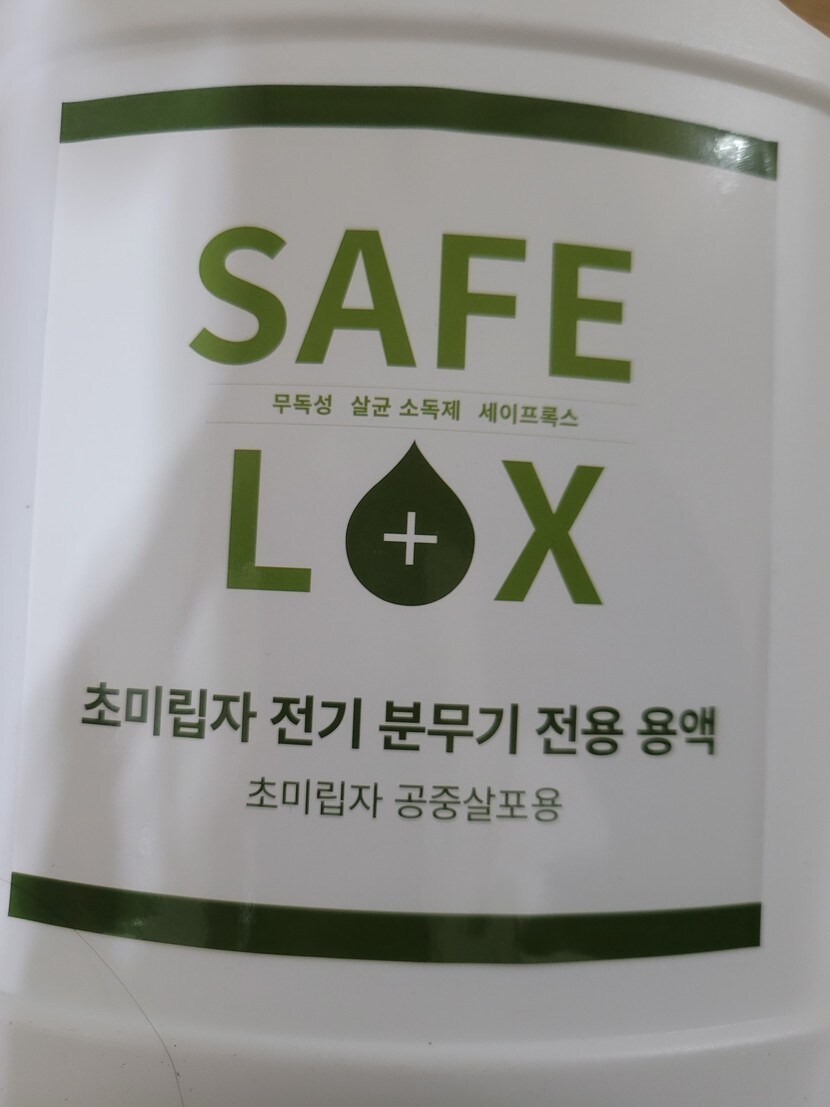 SAFE
무독성 살균 소독제 세이프록스
L X
초미립자 전기 분무기 전용 용액
초미립자 공중살포용